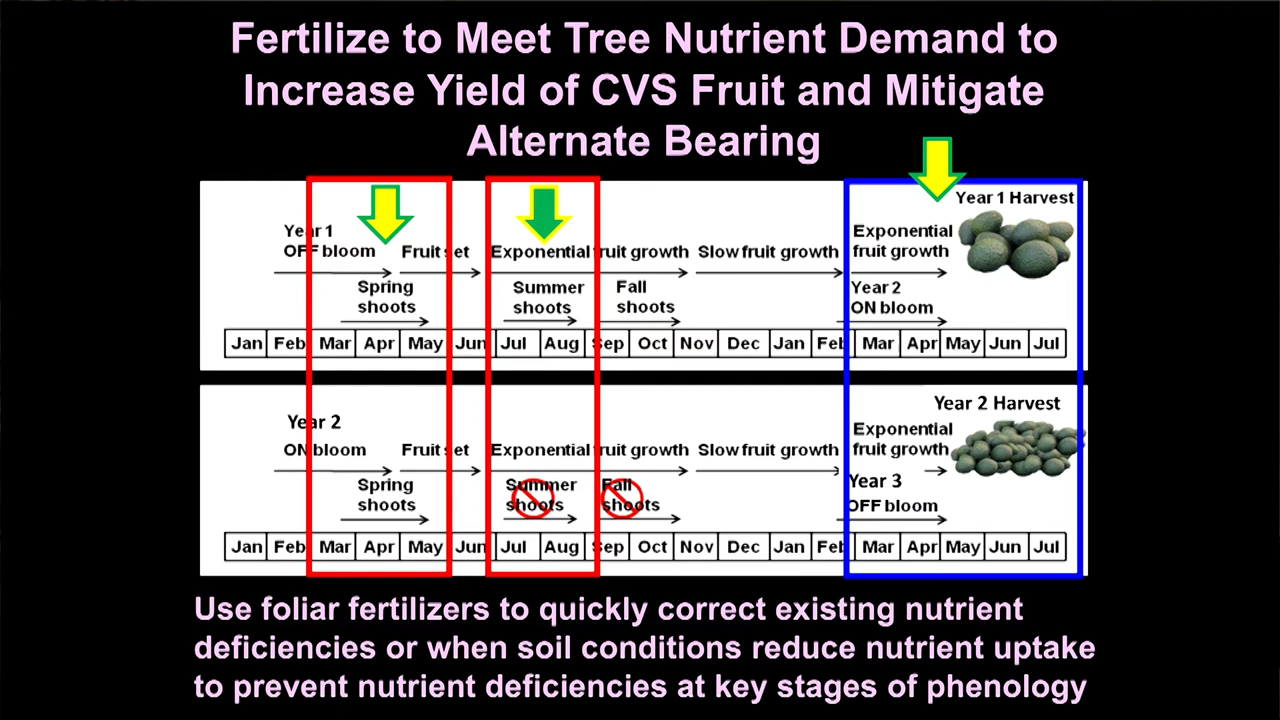 Fertilize to Meet Tree Nutrient Demand to
Increase Yield of CVS Fruit and Mitigate
Alternate Bearing
Year 1 Harvest
Year 1
OFF bloom
Fruit set
Exponential fruit growth
Slow fruit growth
Exponential
fruit growth
Spring
shoots
Summer
shoots
Fall
shoots
Year 2
ON bloom
Jan Feb Mar Apr May Jun Jul Aug Sep Oct Nov Dec Jan Feb Mar Apr May Jun Jul
Year 2 Harvest
Year 2
ON bloom
Fruit set
Exponential fruit growth
Slow fruit growth
Exponential
fruit growth
Spring
shoots
Summer
shoots
Fall
shoots
Year 3
OFF bloom
Jan Feb Mar Apr May Jun Jul Aug Sep Oct Nov Dec Jan Feb Mar Apr May Jun Jul
Use foliar fertilizers to quickly correct existing nutrient
deficiencies or when soil conditions reduce nutrient uptake
to prevent nutrient deficiencies at key stages of phenology